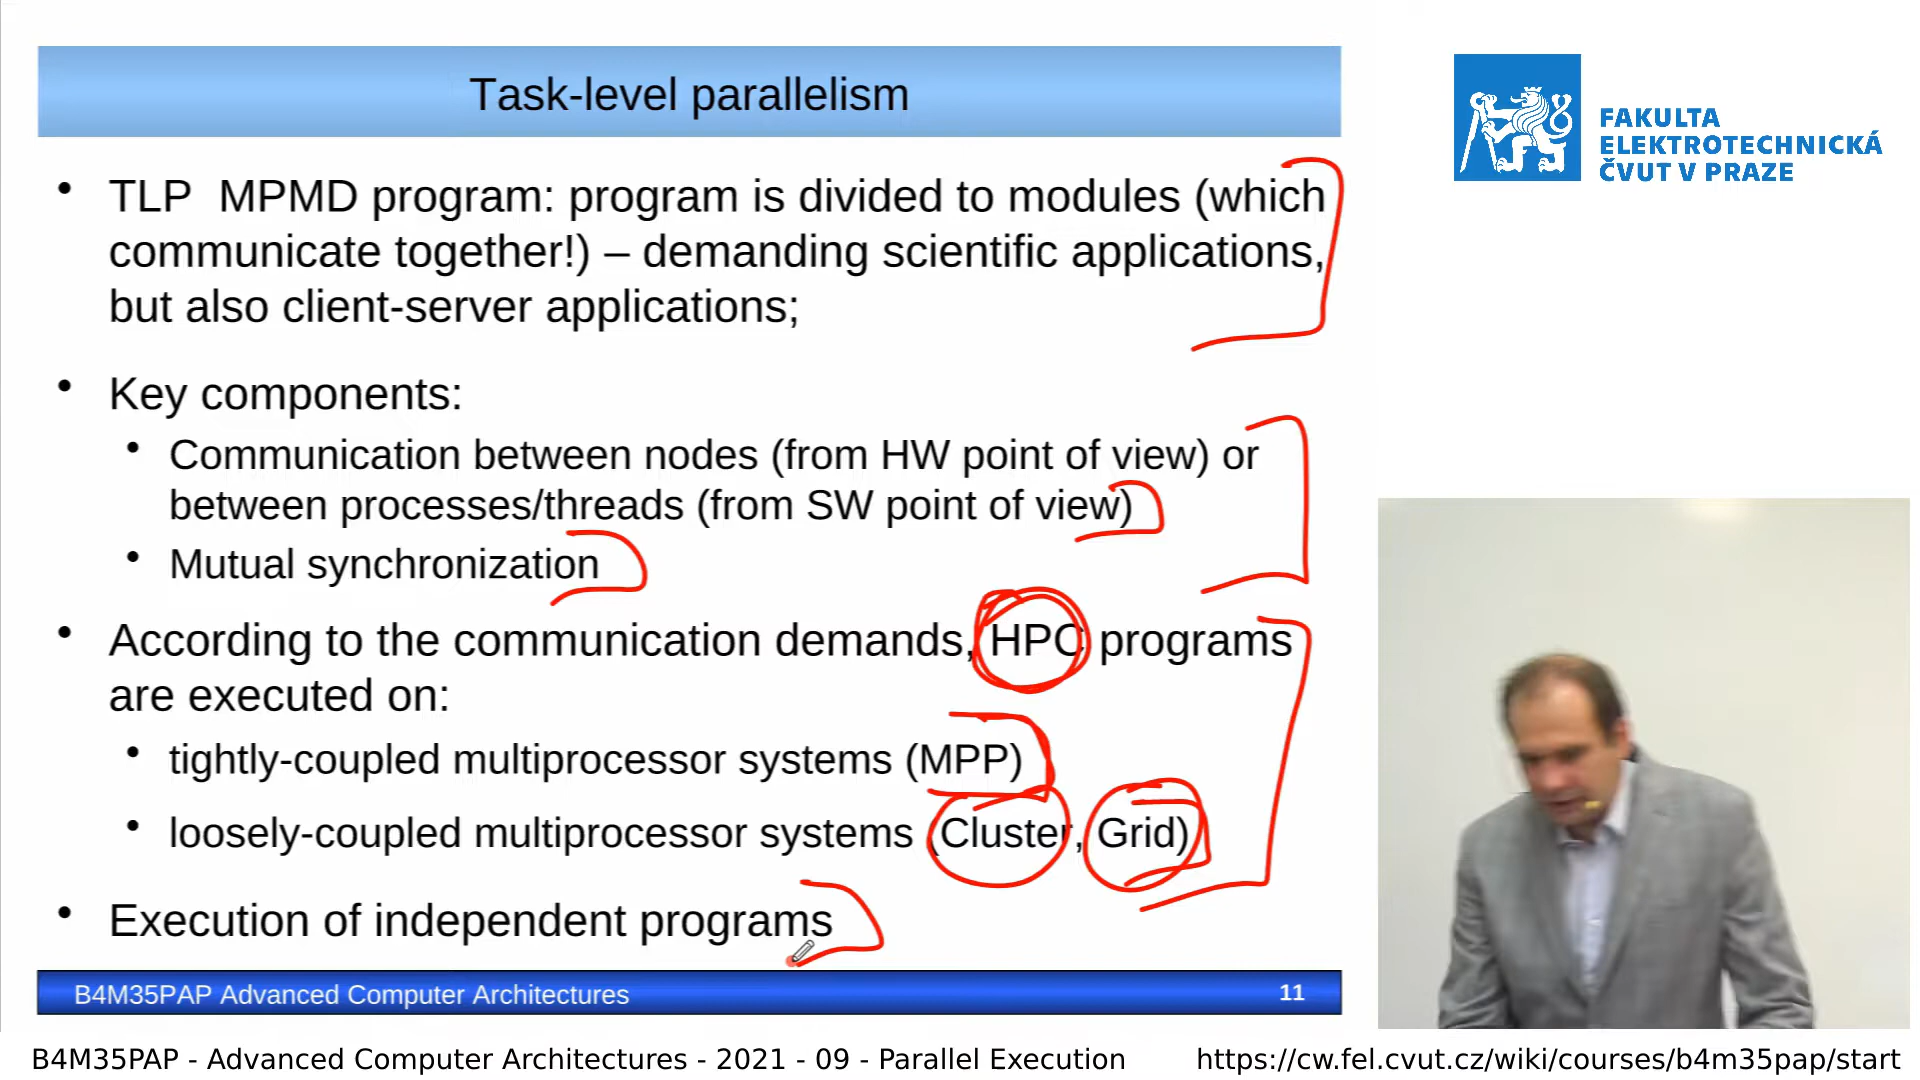 Task-level parallelism
FAKULTA
ELEKTROTECHNICKÁ
ČVUT V PRAZE
• TLP MPMD program: program is divided to modules (which
communicate together!) – demanding scientific applications,
but also client-server applications;
• Key components:
• Communication between nodes (from HW point of view) or
between processes/threads (from SW point of view)
• Mutual synchronization
• According to the communication demands, HPC programs
are executed on:
• tightly-coupled multiprocessor systems (MPP)
• loosely-coupled multiprocessor systems (Cluster, Grid)
• Execution of independent programs
B4M35PAP Advanced Computer Architectures 11
B4M35PAP - Advanced Computer Architectures - 2021 - 09 - Parallel Execution https://cw.fel.cvut.cz/wiki/courses/b4m35pap/start